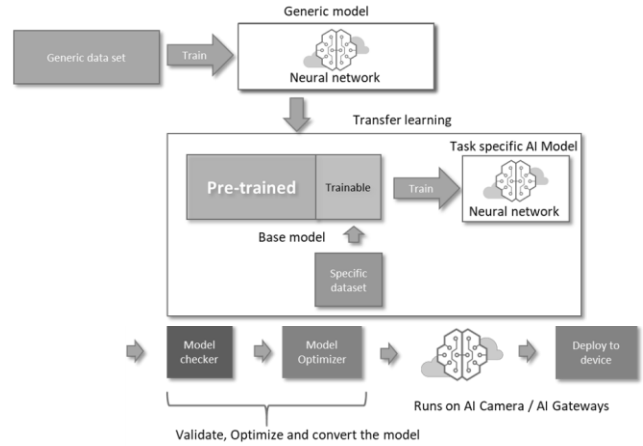 Generic model
Generic data set
Train
Neural network
Transfer learning
Task specific AI Model
Pre-trained
Trainable
Train
Neural network
Base model
Specific
dataset
Model
checker
Model
Optimizer
Deploy to
device
Runs on AI Camera / AI Gateways
Validate, Optimize and convert the model